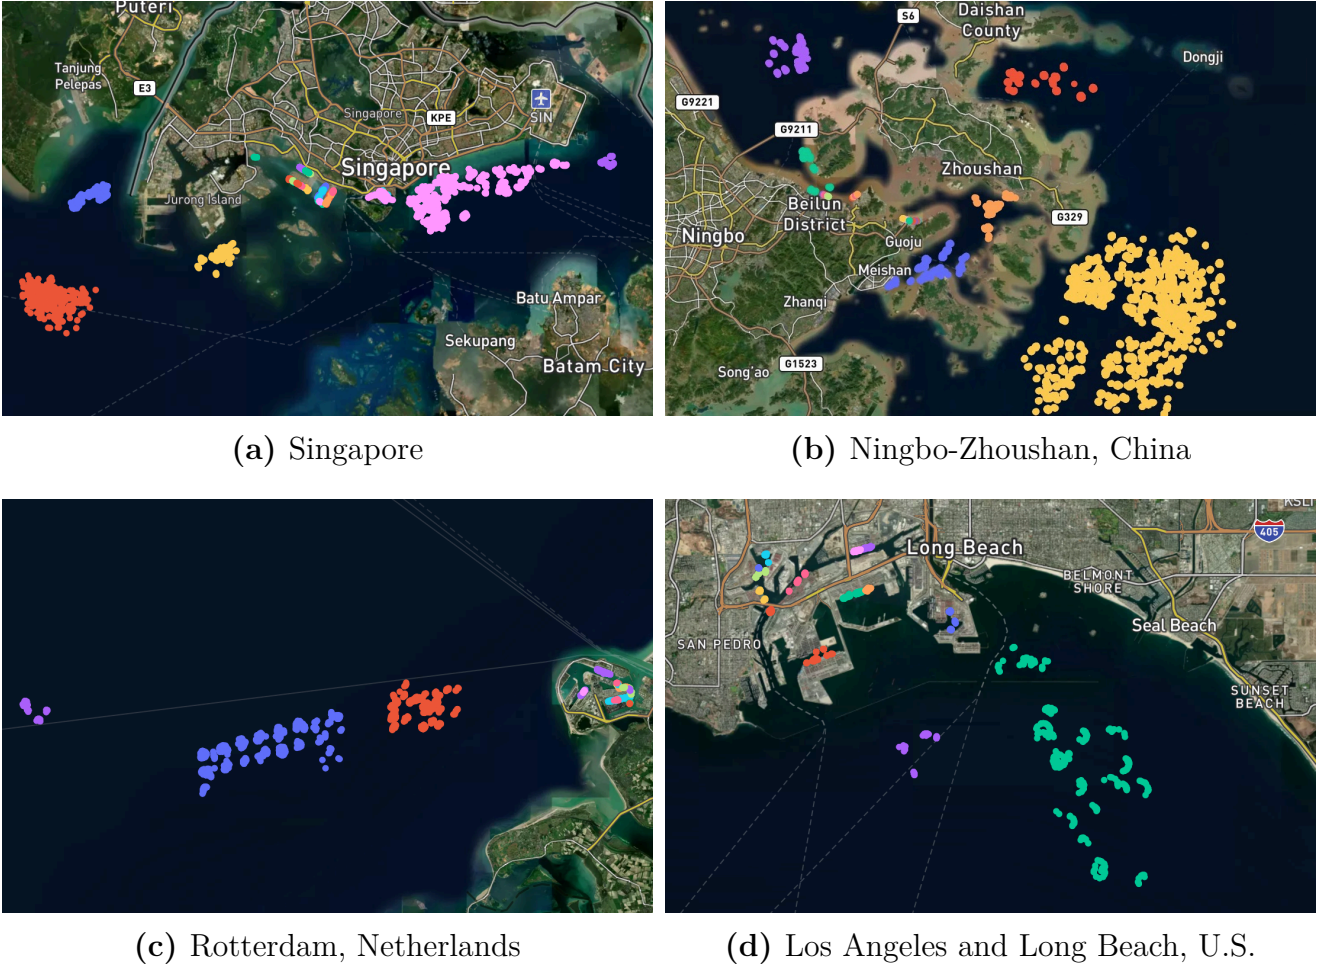 Puteri
Tanjung
Pelepas
E3
Singapore
KPE
SIN
Singapore
Jurong Island
Batu Ampar
Sekupang
Batam City
(a) Singapore
S6
Daishan
County
Dongji
G9221
G9211
Zhoushan
Beilun
District
G329
Ningbo
Guoju
Meishan
Zhanqi
Song'ao
G1523
(b) Ningbo-Zhoushan, China
(c) Rotterdam, Netherlands
405
Long Beach
BELMONT
SHORE
SAN PEDRO
Seal Beach
SUNSET
BEACH
(d) Los Angeles and Long Beach, U.S.